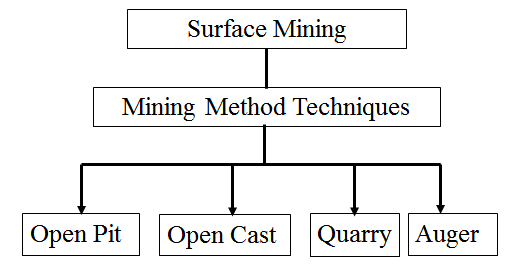 Surface Mining
Mining Method Techniques
Open Pit
Open Cast
Quarry
Auger